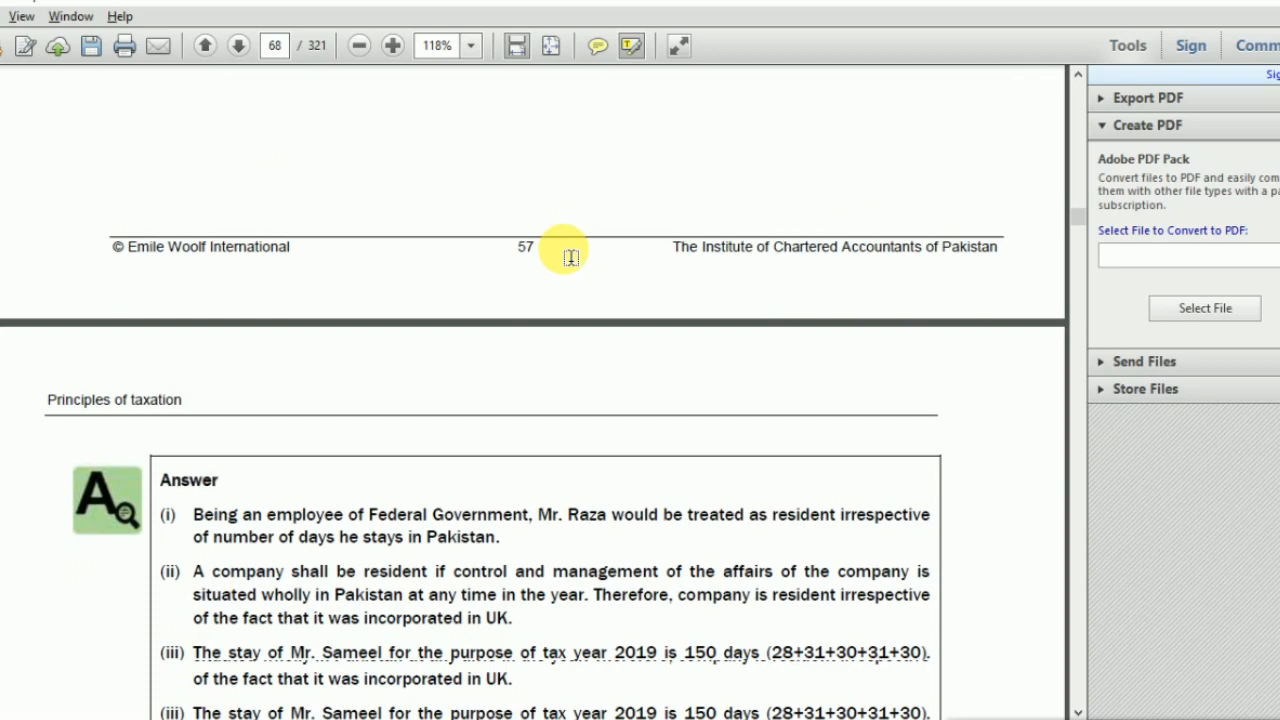 View Window Help
68 / 321 118% Tools Sign Comm
Sig
Export PDF
Create PDF
Adobe PDF Pack
Convert files to PDF and easily com
them with other file types with a pa
subscription.
Select File to Convert to PDF:
Select File
Send Files
Store Files
© Emile Woolf International 57 The Institute of Chartered Accountants of Pakistan
Principles of taxation
A
Answer
(i) Being an employee of Federal Government, Mr. Raza would be treated as resident irrespective
of number of days he stays in Pakistan.
(ii) A company shall be resident if control and management of the affairs of the company is
situated wholly in Pakistan at any time in the year. Therefore, company is resident irrespective
of the fact that it was incorporated in UK.
(iii) The stay of Mr. Sameel for the purpose of tax year 2019 is 150 days (28+31+30+31+30).
of the fact that it was incorporated in UK.
(iii) The stay of Mr. Sameel for the purpose of tax year 2019 is 150 days (28+31+30+31+30).